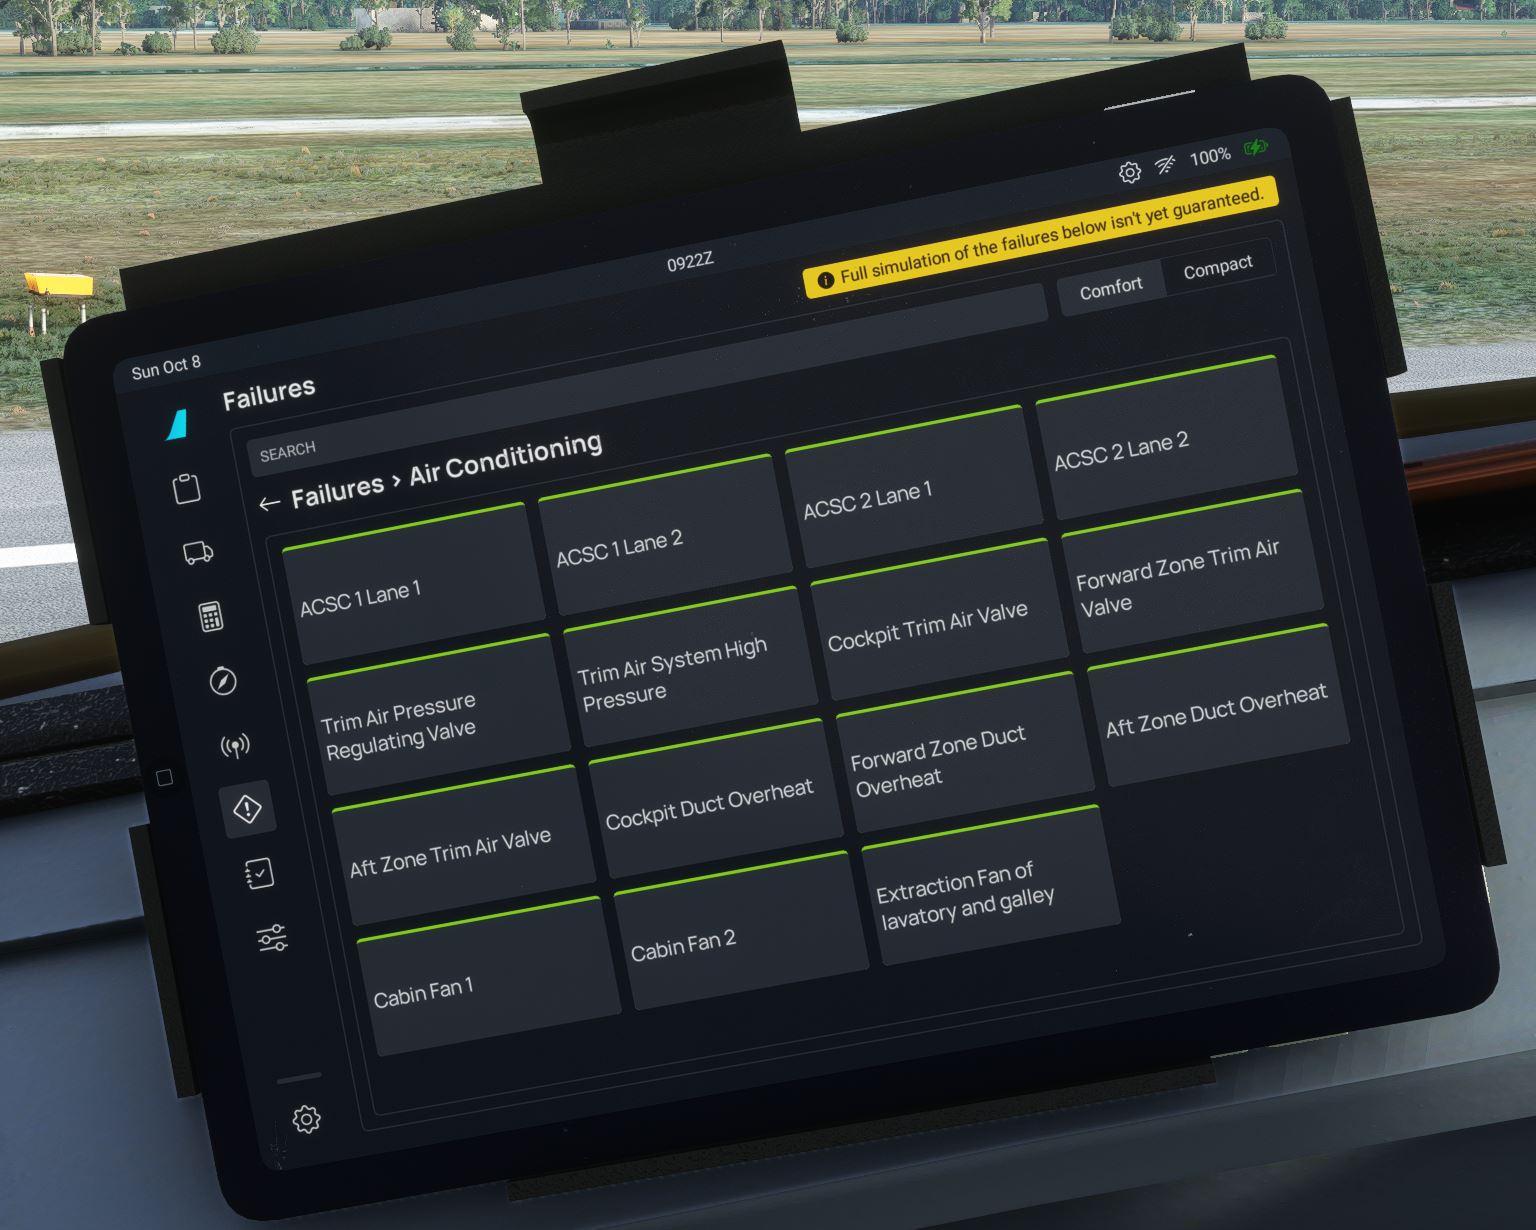 Sun Oct 8
0922Z
100%
Failures
Full simulation of the failures below isn't yet guaranteed.
SEARCH
Comfort
Compact
Failures > Air Conditioning
ACSC 1 Lane 1
ACSC 1 Lane 2
ACSC 2 Lane 1
ACSC 2 Lane 2
Trim Air Pressure
Regulating Valve
Trim Air System High
Pressure
Cockpit Trim Air Valve
Forward Zone Trim Air
Valve
Aft Zone Trim Air Valve
Cockpit Duct Overheat
Forward Zone Duct
Overheat
Aft Zone Duct Overheat
Cabin Fan 1
Cabin Fan 2
Extraction Fan of
lavatory and galley